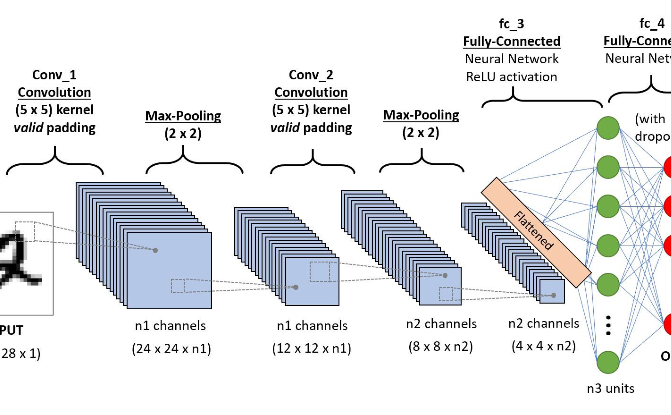 fc_3
Fully-Connected
Neural Network
ReLU activation
fc_4
Neural
Conv_1
Convolution
(5 x 5) kernel
valid padding
Max-Pooling
(2 x 2)
Conv_2
Convolution
(5 x 5) kernel
valid padding
Max-Pooling
(2 x 2)
(with
Flattened
28 x 1)
n1 channels
(24 x 24 x n1)
n1 channels
(12 x 12 x n1)
n2 channels
(8 x 8 x n2)
n2 channels
(4 x 4 x n2)
n3 units